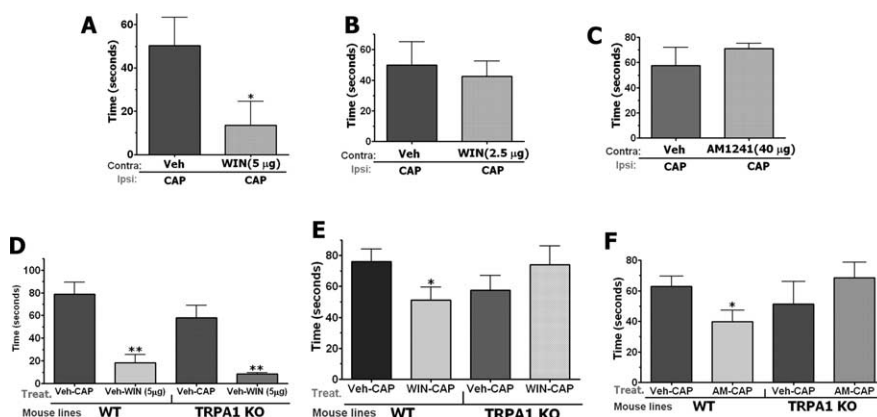 A
Time (seconds)
60
40
20
0
*
Contra: Veh WIN(5 µg)
Ipsi: CAP CAP
B
Time (seconds)
80
60
40
20
0
Contra: Veh WIN(2.5 µg)
Ipsi: CAP CAP
C
Time (seconds)
80
60
40
20
0
Contra: Veh AM1241(40 µg)
Ipsi: CAP CAP
D
Time (seconds)
100
80
60
40
20
0
**
**
Treat. Veh-CAP Veh-WIN (5µg) Veh-CAP Veh-WIN (5µg)
Mouse lines WT TRPA1 KO
E
Time (seconds)
80
60
40
20
0
*
Treat. Veh-CAP WIN-CAP Veh-CAP WIN-CAP
Mouse lines WT TRPA1 KO
F
Time (seconds)
80
60
40
20
0
*
Treat. Veh-CAP AM-CAP Veh-CAP AM-CAP
Mouse lines WT TRPA1 KO